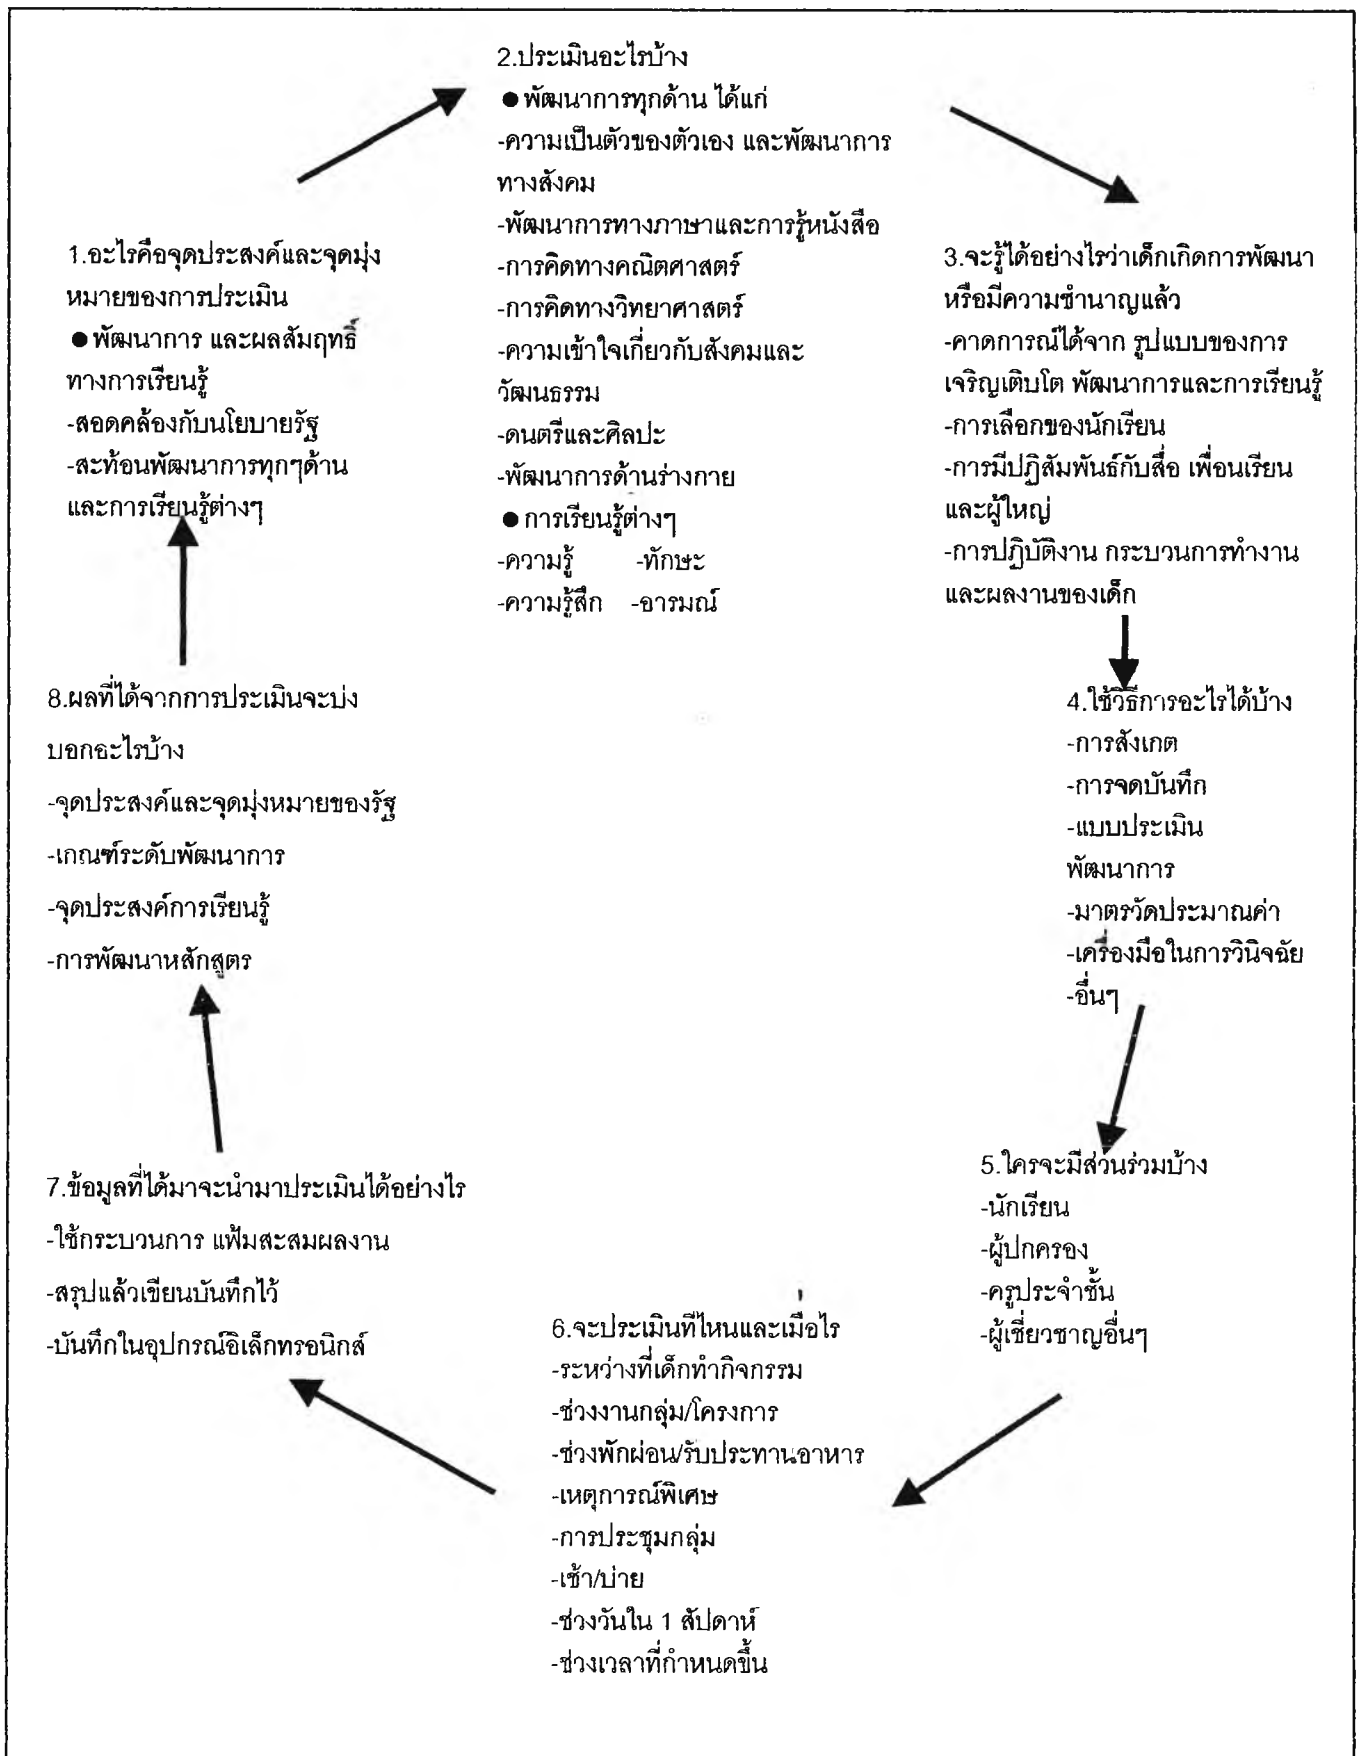 1.อะไรคือจุดประสงค์และจุดมุ่ง
หมายของการประเมิน
●พัฒนาการ และผลสัมฤทธิ์
ทางการเรียนรู้
-สอดคล้องกับนโยบายรัฐ
-สะท้อนพัฒนาการทุกๆด้าน
และการเรียนรู้ต่างๆ
2.ประเมินอะไรบ้าง
●พัฒนาการทุกด้าน ได้แก่
-ความเป็นตัวของตัวเอง และพัฒนาการ
ทางสังคม
-พัฒนาการทางภาษาและการรู้หนังสือ
-การคิดทางคณิตศาสตร์
-การคิดทางวิทยาศาสตร์
-ความเข้าใจเกี่ยวกับสังคมและ
วัฒนธรรม
-ดนตรีและศิลปะ
-พัฒนาการด้านร่างกาย
●การเรียนรู้ต่างๆ
-ความรู้ -ทักษะ
-ความรู้สึก -อารมณ์
3.จะรู้ได้อย่างไรว่าเด็กเกิดการพัฒนา
หรือมีความชำนาญแล้ว
-คาดการณ์ได้จาก รูปแบบของการ
เจริญเติบโต พัฒนาการและการเรียนรู้
-การเลือกของนักเรียน
-การมีปฏิสัมพันธ์กับสื่อ เพื่อนเรียน
และผู้ใหญ่
-การปฏิบัติงาน กระบวนการทำงาน
และผลงานของเด็ก
4.ใช้วิธีการอะไรได้บ้าง
-การสังเกต
-การจดบันทึก
-แบบประเมิน
พัฒนาการ
-มาตรวัดประมาณค่า
-เครื่องมือในการวินิจฉัย
-อื่นๆ
5.ใครจะมีส่วนร่วมบ้าง
-นักเรียน
-ผู้ปกครอง
-ครูประจำชั้น
-ผู้เชี่ยวชาญอื่นๆ
6.จะประเมินที่ไหนและเมื่อไร
-ระหว่างที่เด็กทำกิจกรรม
-ช่วงงานกลุ่ม/โครงการ
-ช่วงพักผ่อน/รับประทานอาหาร
-เหตุการณ์พิเศษ
-การประชุมกลุ่ม
-เช้า/บ่าย
-ช่วงวันใน 1 สัปดาห์
-ช่วงเวลาที่กำหนดขึ้น
7.ข้อมูลที่ได้มาจะนำมาประเมินได้อย่างไร
-ใช้กระบวนการ แฟ้มสะสมผลงาน
-สรุปแล้วเขียนบันทึกไว้
-บันทึกในอุปกรณ์อิเล็กทรอนิกส์
8.ผลที่ได้จากการประเมินจะบ่ง
บอกอะไรบ้าง
-จุดประสงค์และจุดมุ่งหมายของรัฐ
-เกณฑ์ระดับพัฒนาการ
-จุดประสงค์การเรียนรู้
-การพัฒนาหลักสูตร